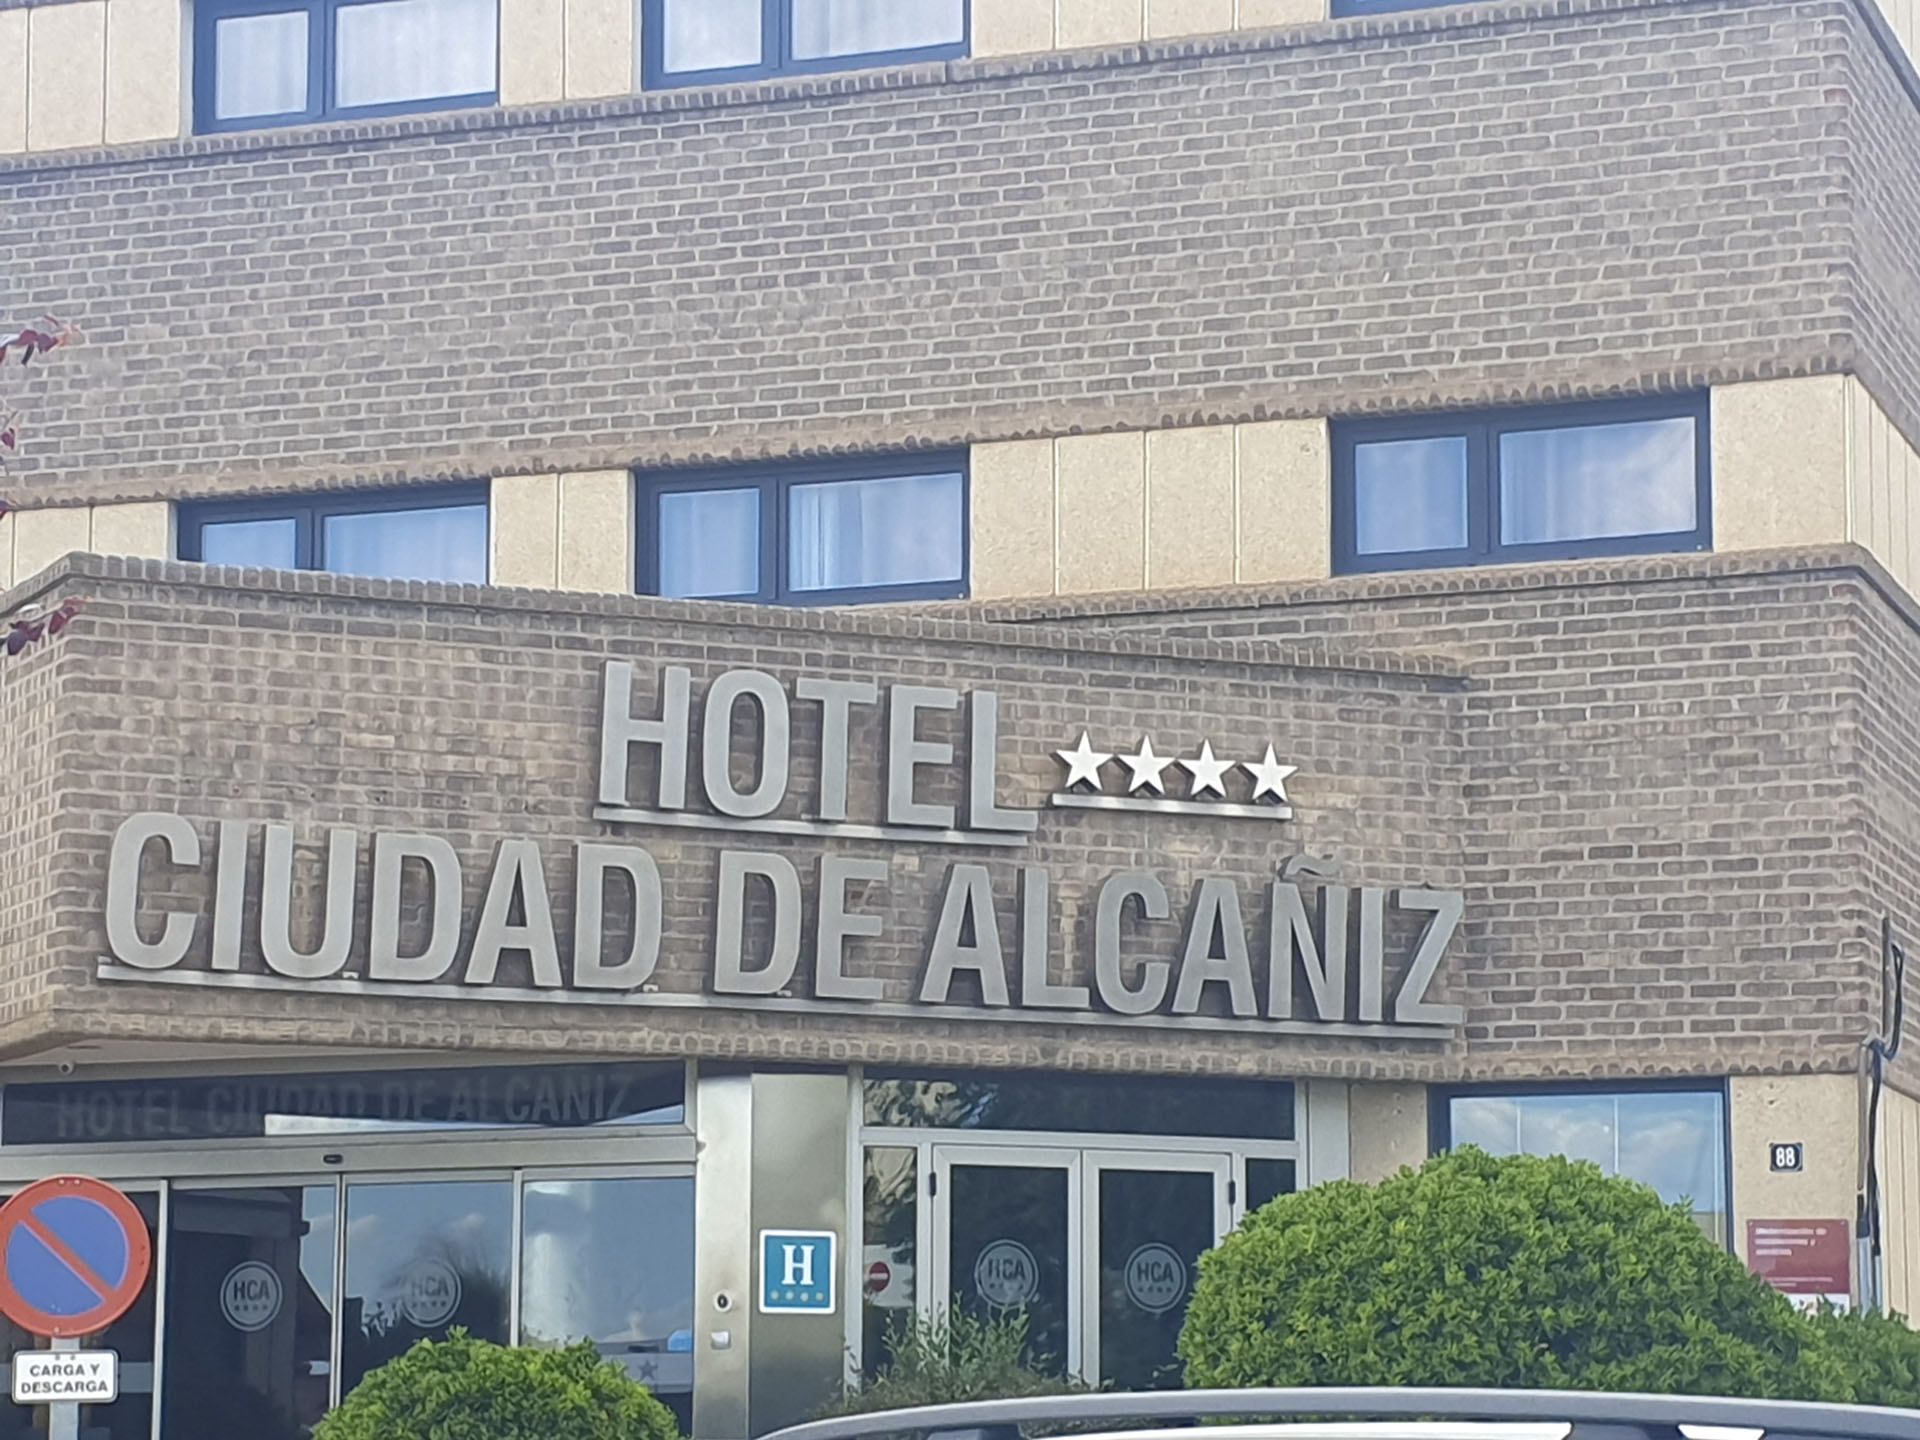 HOTEL ★★★★
CIUDAD DE ALCAÑIZ
HOTEL CIUDAD DE ALCAÑIZ
88
H
HCA
HCA
HCA
HCA
CARGA Y
DESCARGA